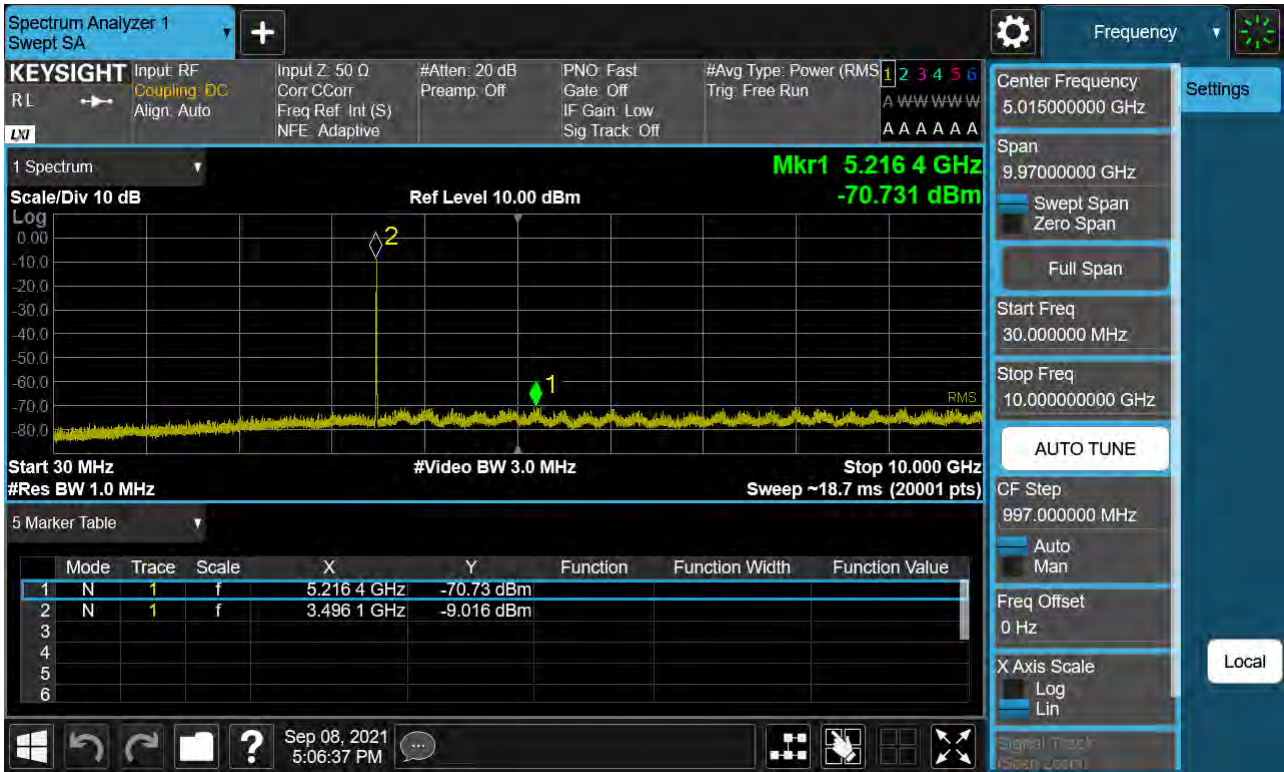 Spectrum Analyzer 1
Swept SA
Frequency
KEYSIGHT
RL
LXI
Input: RF
Coupling: DC
Align: Auto
Input Z: 50 Ω
Corr CCorr
Freq Ref: Int (S)
NFE: Adaptive
#Atten: 20 dB
Preamp: Off
PNO: Fast
Gate: Off
IF Gain: Low
Sig Track: Off
#Avg Type: Power (RMS
Trig: Free Run
1 2 3 4 5 6
A W W W W W
A A A A A A
1 Spectrum
Mkr1 5.216 4 GHz
-70.731 dBm
Scale/Div 10 dB
Ref Level 10.00 dBm
Log
0.00
-10.0
-20.0
-30.0
-40.0
-50.0
-60.0
-70.0
-80.0
2
1
RMS
Start 30 MHz
#Video BW 3.0 MHz
Stop 10.000 GHz
#Res BW 1.0 MHz
Sweep ~18.7 ms (20001 pts)
5 Marker Table
Mode Trace Scale X Y Function Function Width Function Value
1 N 1 f 5.216 4 GHz -70.73 dBm
2 N 1 f 3.496 1 GHz -9.016 dBm
3
4
5
6
Sep 08, 2021
5:06:37 PM
Center Frequency
5.015000000 GHz
Span
9.97000000 GHz
Swept Span
Zero Span
Full Span
Start Freq
30.000000 MHz
Stop Freq
10.000000000 GHz
AUTO TUNE
CF Step
997.000000 MHz
Auto
Man
Freq Offset
0 Hz
X Axis Scale
Log
Lin
Signal Track
(Span Zoom)
Settings
Local